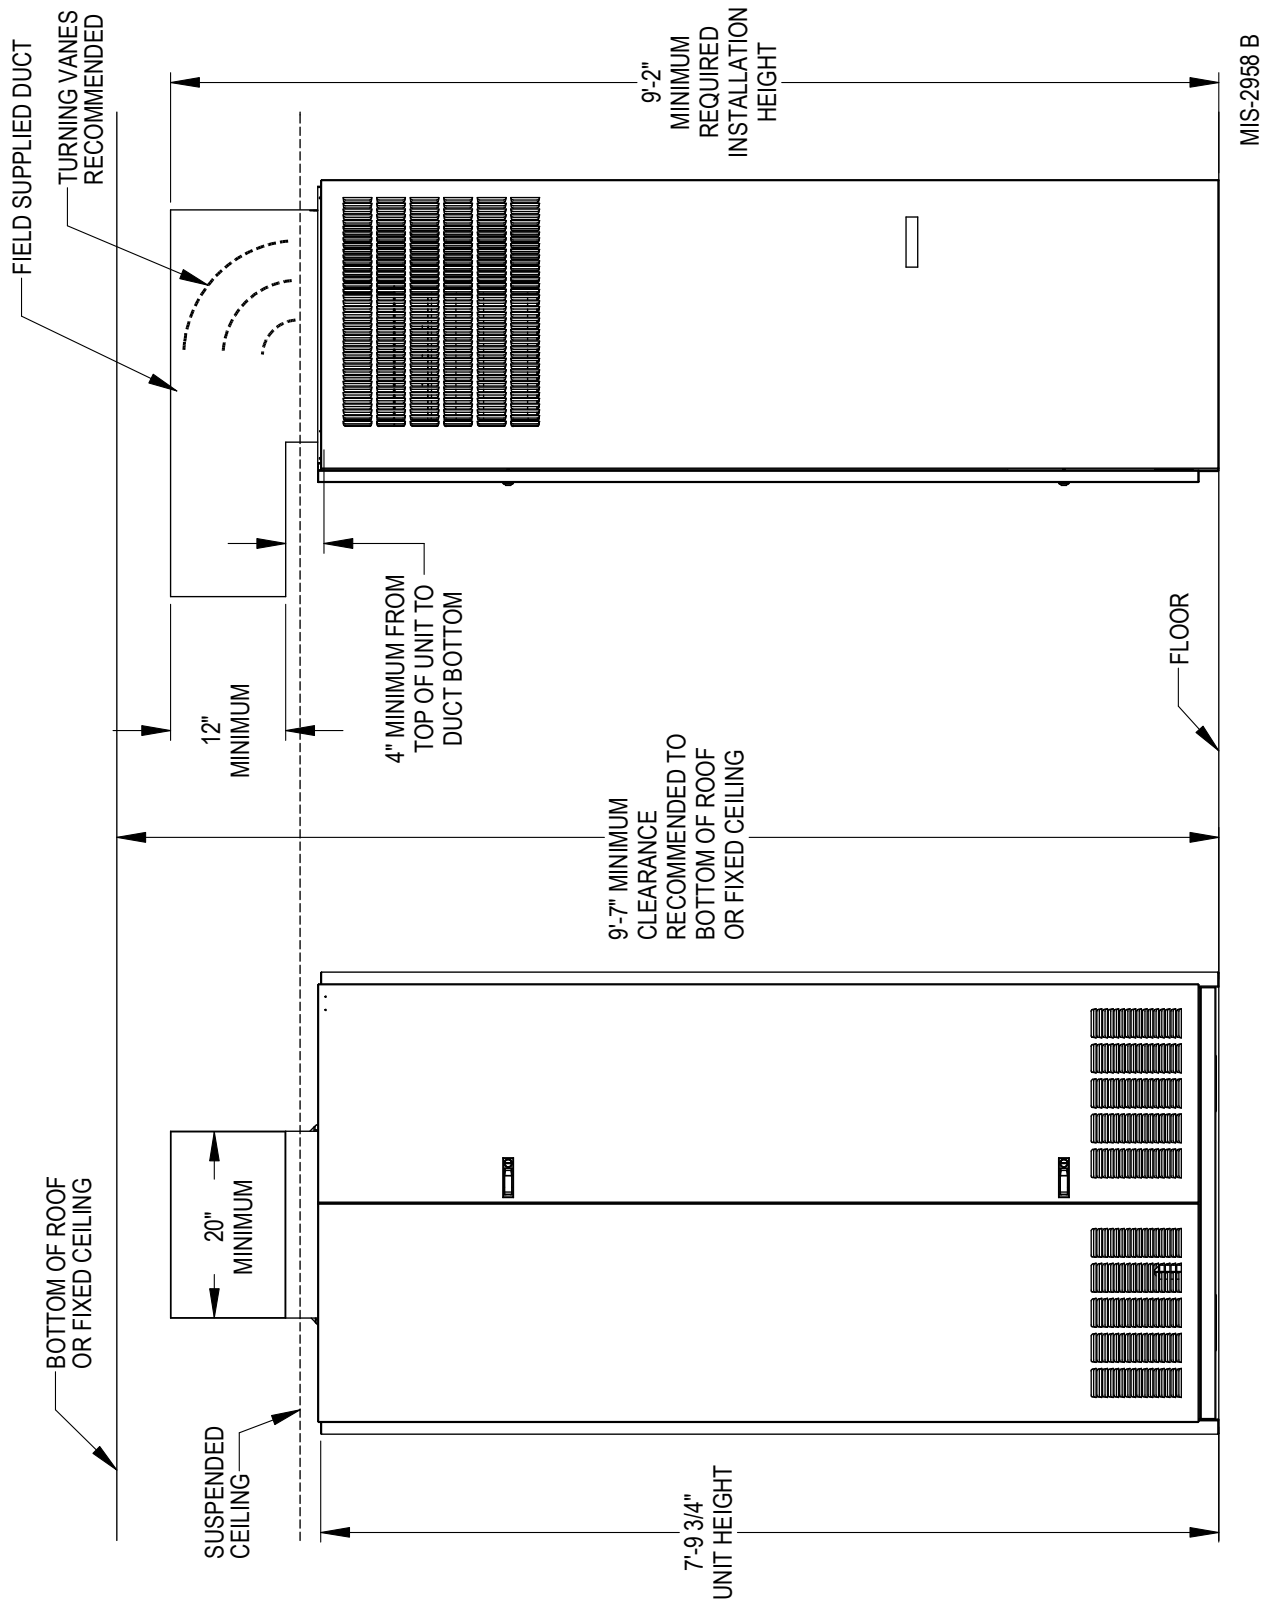 BOTTOM OF ROOF
OR FIXED CEILING
SUSPENDED
CEILING
20"
MINIMUM
7'-9 3/4"
UNIT HEIGHT
9'-7" MINIMUM
CLEARANCE
RECOMMENDED TO
BOTTOM OF ROOF
OR FIXED CEILING
12"
MINIMUM
4" MINIMUM FROM
TOP OF UNIT TO
DUCT BOTTOM
FLOOR
FIELD SUPPLIED DUCT
TURNING VANES
RECOMMENDED
9'-2"
MINIMUM
REQUIRED
INSTALLATION
HEIGHT
MIS-2958 B